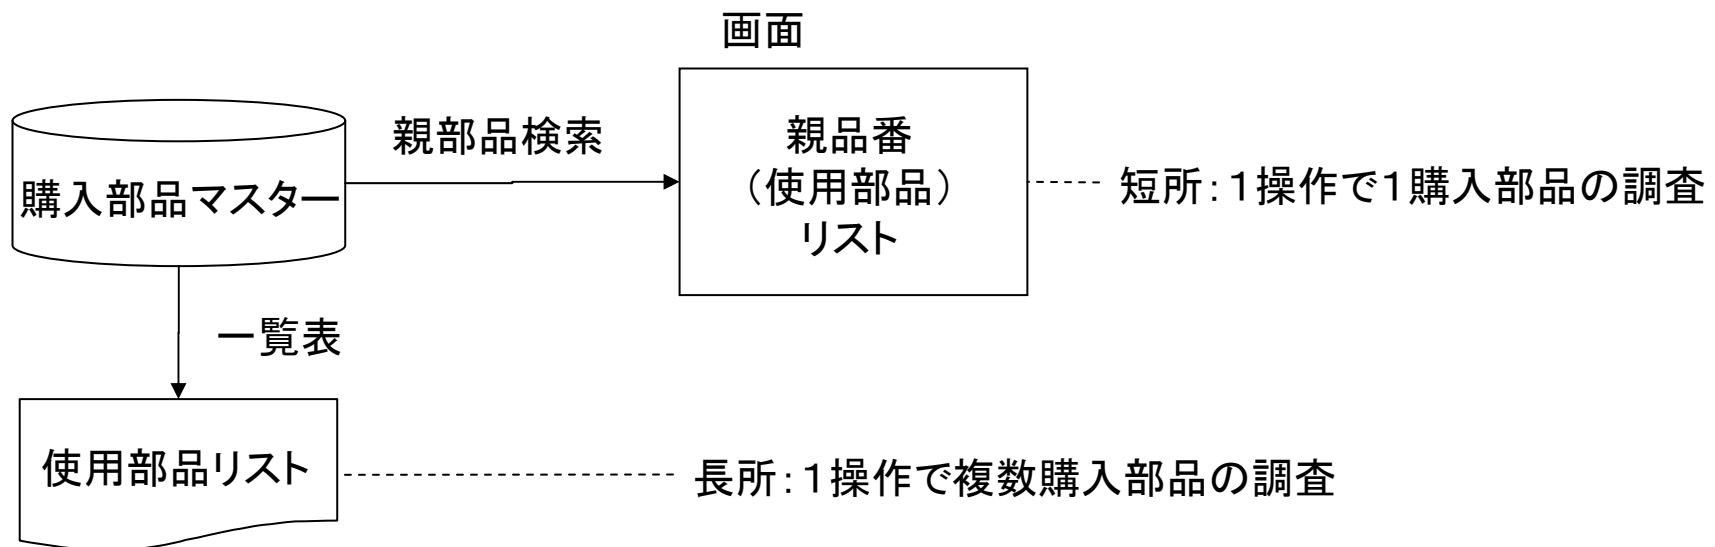 画面
親部品検索
親品番
（使用部品）
リスト
購入部品マスター
短所：１操作で１購入部品の調査
一覧表
使用部品リスト
長所：１操作で複数購入部品の調査